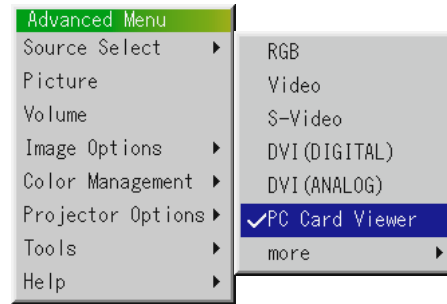 Advanced Menu
Source Select
Picture
Volume
Image Options
Color Management
Projector Options
Tools
Help
RGB
Video
S-Video
DVI(DIGITAL)
DVI(ANALOG)
PC Card Viewer
more